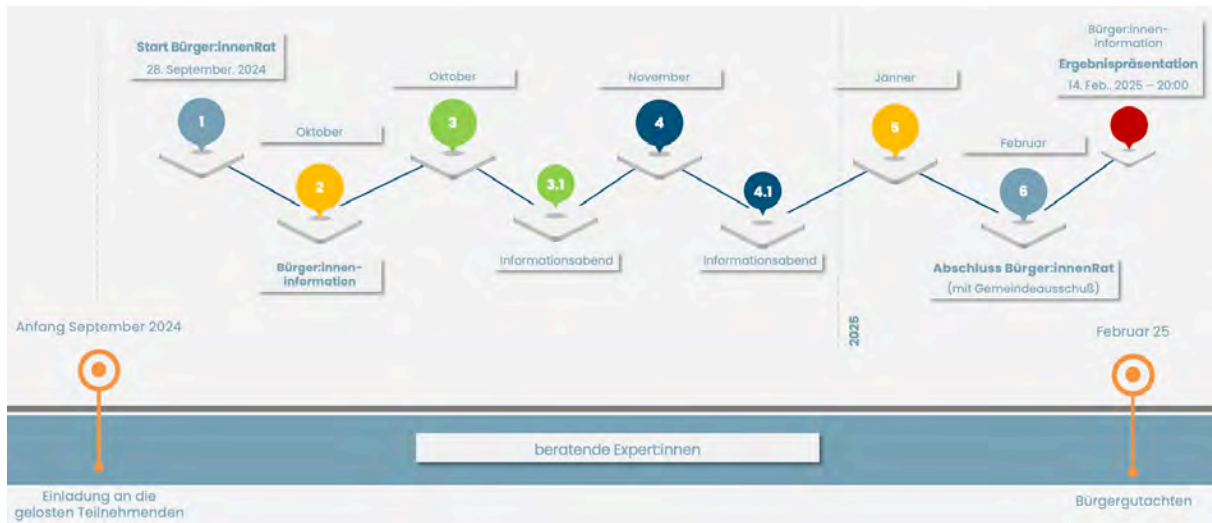 Start Bürger:innenRat
28. September, 2024
1
Oktober
2
Bürger:innen-
information
Oktober
3
3.1
Informationsabend
November
4
4.1
Informationsabend
2025
Jänner
5
Februar
6
Abschluss Bürger:innenRat
(mit Gemeindeausschuß)
Bürger:innen-
information
Ergebnispräsentation
14. Feb., 2025 – 20:00
Anfang September 2024
Februar 25
beratende Expert:innen
Einladung an die
gelosten Teilnehmenden
Bürgergutachten